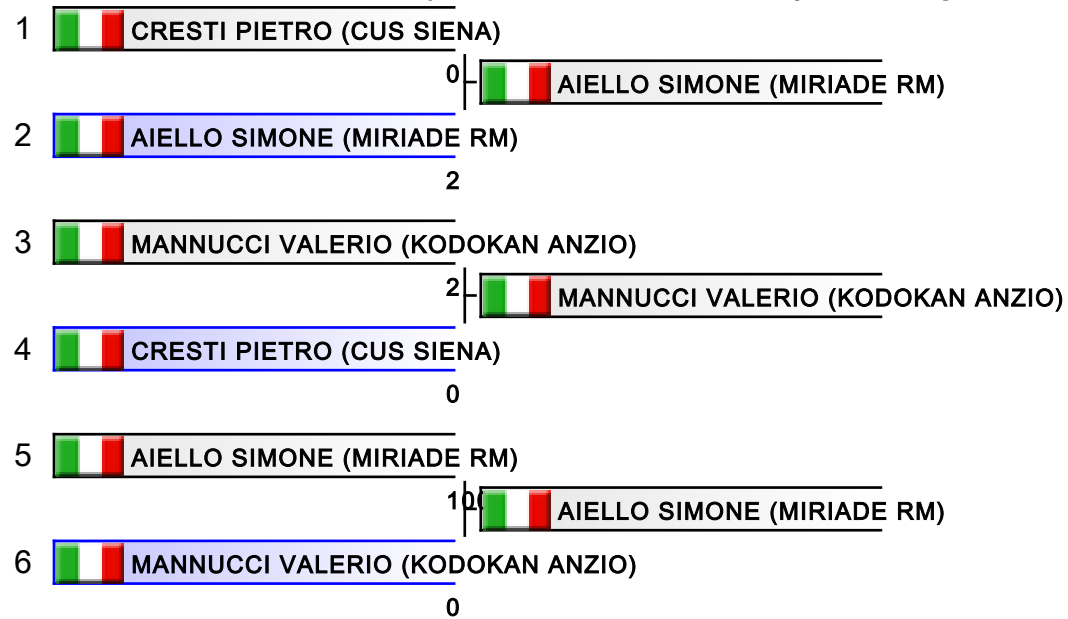 1 CRESTI PIETRO (CUS SIENA)
0 AIELLO SIMONE (MIRIADE RM)
2 AIELLO SIMONE (MIRIADE RM)
2
3 MANNUCCI VALERIO (KODOKAN ANZIO)
2 MANNUCCI VALERIO (KODOKAN ANZIO)
4 CRESTI PIETRO (CUS SIENA)
0
5 AIELLO SIMONE (MIRIADE RM)
AIELLO SIMONE (MIRIADE RM)
6 MANNUCCI VALERIO (KODOKAN ANZIO)
0